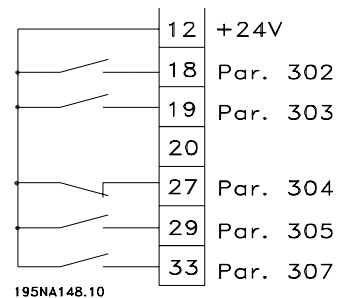 12 +24V
18 Par. 302
19 Par. 303
20
27 Par. 304
29 Par. 305
33 Par. 307
195NA148.10